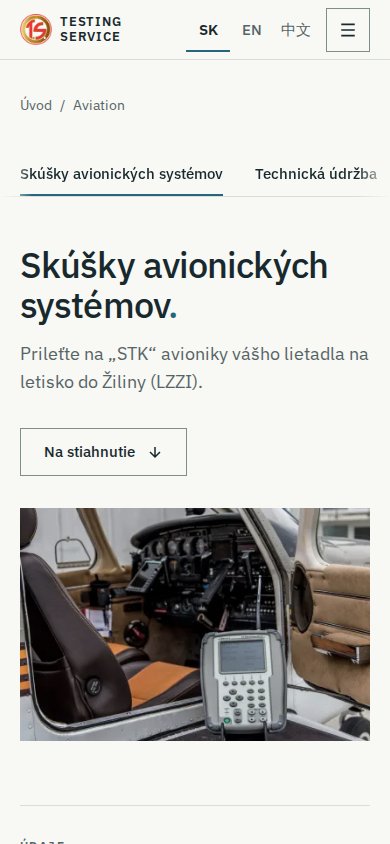 TESTING
SERVICE
SK
EN
中文
Úvod / Aviation
Skúšky avionických systémov
Technická údržba
Skúšky avionických
systémov.
Prileťte na „STK“ avioniky vášho lietadla na
letisko do Žiliny (LZZI).
Na stiahnutie